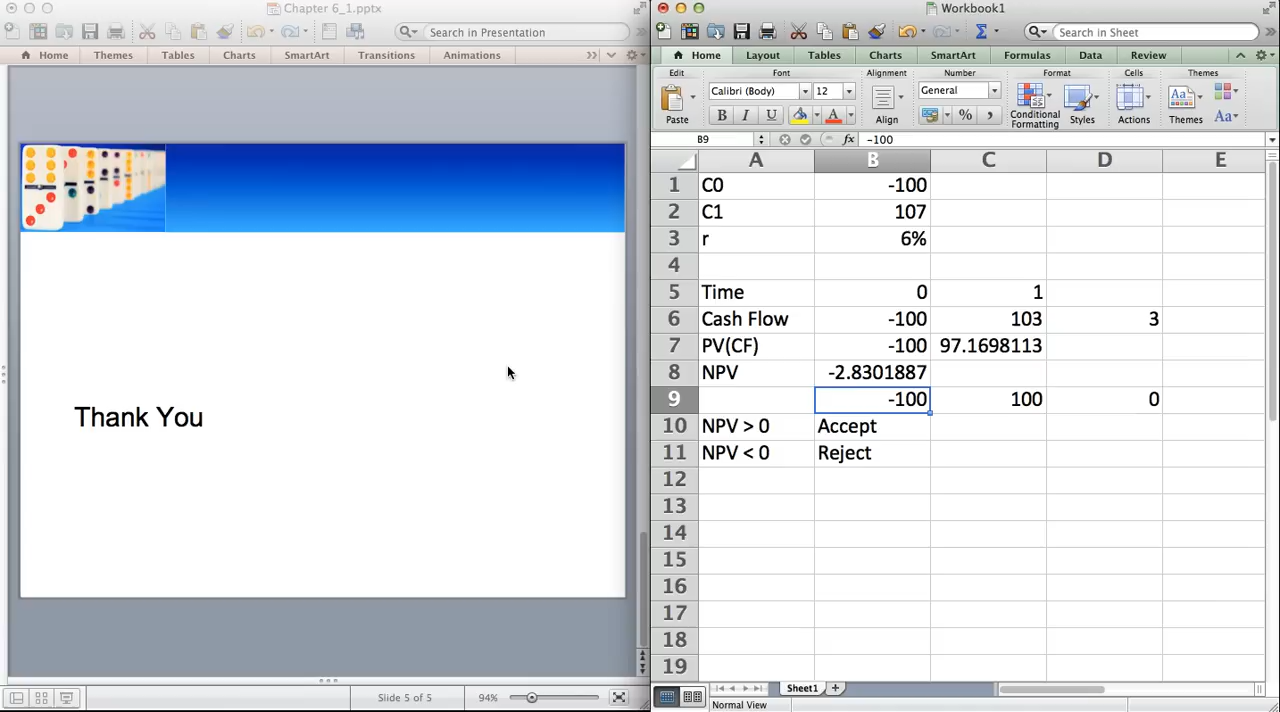 Chapter 6_1.pptx
Search in Presentation
Home Themes Tables Charts SmartArt Transitions Animations >>
Thank You
Slide 5 of 5 94%
Workbook1
Search in Sheet
Home Layout Tables Charts SmartArt Formulas Data Review
Edit Font Alignment Number Format Cells Themes
Calibri (Body) 12 General
B I U A % , Aa
Paste Align Conditional Formatting Styles Actions Themes
B9 fx -100
A B C D E
1 C0 -100
2 C1 107
3 r 6%
4
5 Time 0 1
6 Cash Flow -100 103 3
7 PV(CF) -100 97.1698113
8 NPV -2.8301887
9 -100 100 0
10 NPV > 0 Accept
11 NPV < 0 Reject
12
13
14
15
16
17
18
19
Sheet1
Normal View